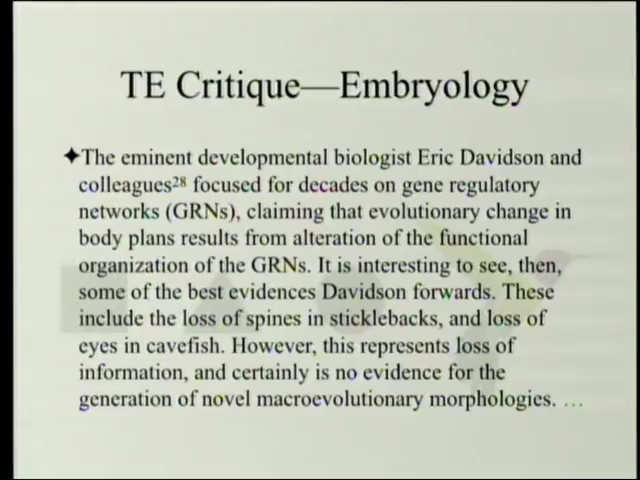 TE Critique—Embryology
✦The eminent developmental biologist Eric Davidson and
colleagues²⁸ focused for decades on gene regulatory
networks (GRNs), claiming that evolutionary change in
body plans results from alteration of the functional
organization of the GRNs. It is interesting to see, then,
some of the best evidences Davidson forwards. These
include the loss of spines in sticklebacks, and loss of
eyes in cavefish. However, this represents loss of
information, and certainly is no evidence for the
generation of novel macroevolutionary morphologies. …